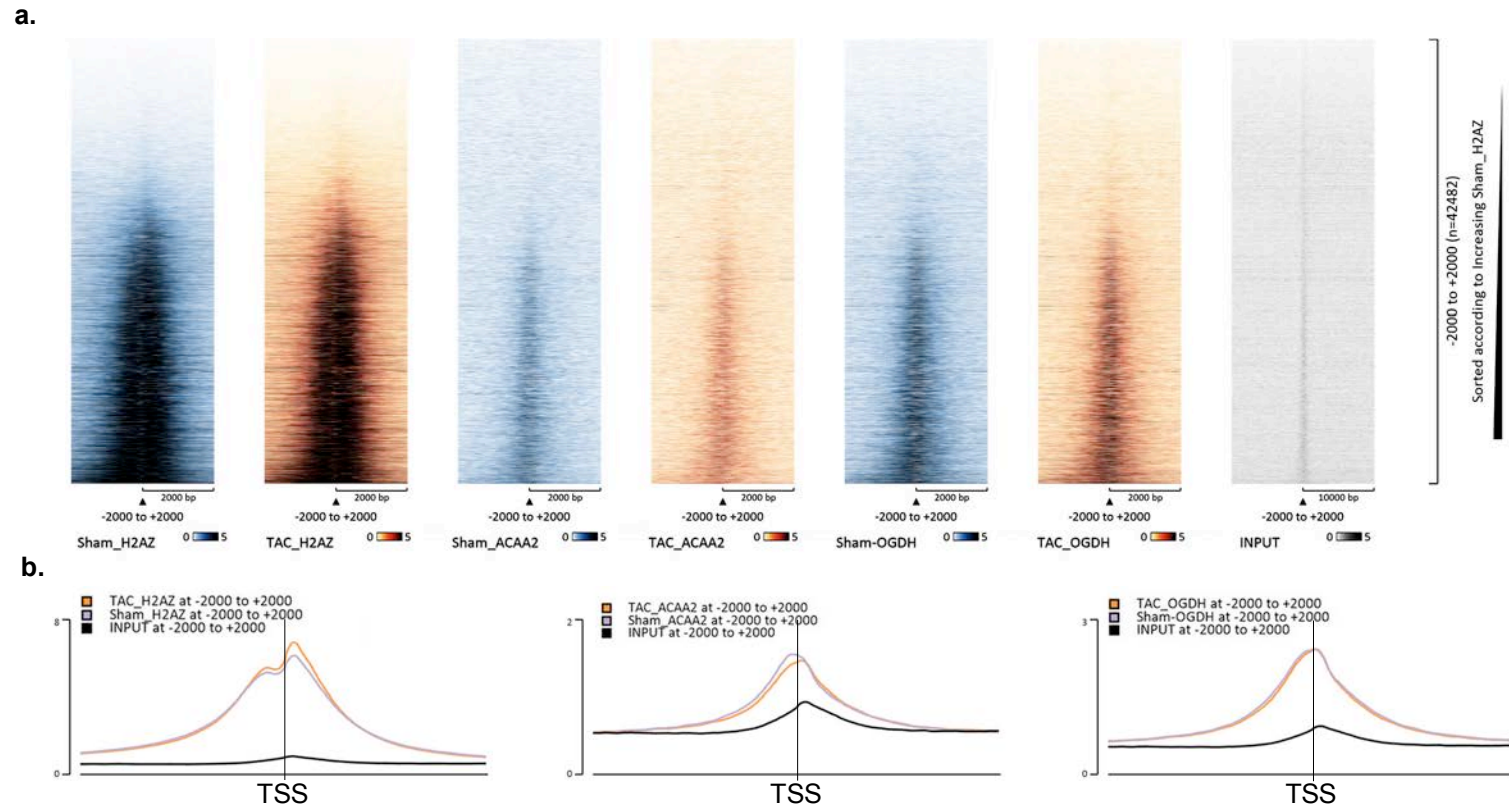 a.
-2000 to +2000 (n=42482)
Sorted according to Increasing Sham_H2AZ
2000 bp
2000 bp
2000 bp
2000 bp
2000 bp
2000 bp
10000 bp
-2000 to +2000
-2000 to +2000
-2000 to +2000
-2000 to +2000
-2000 to +2000
-2000 to +2000
-2000 to +2000
Sham_H2AZ 0 5
TAC_H2AZ 0 5
Sham_ACAA2 0 5
TAC_ACAA2 0 5
Sham-OGDH 0 5
TAC_OGDH 0 5
INPUT 0 5
b.
8
TAC_H2AZ at -2000 to +2000
Sham_H2AZ at -2000 to +2000
INPUT at -2000 to +2000
0
TSS
2
TAC_ACAA2 at -2000 to +2000
Sham_ACAA2 at -2000 to +2000
INPUT at -2000 to +2000
0
TSS
3
TAC_OGDH at -2000 to +2000
Sham-OGDH at -2000 to +2000
INPUT at -2000 to +2000
0
TSS